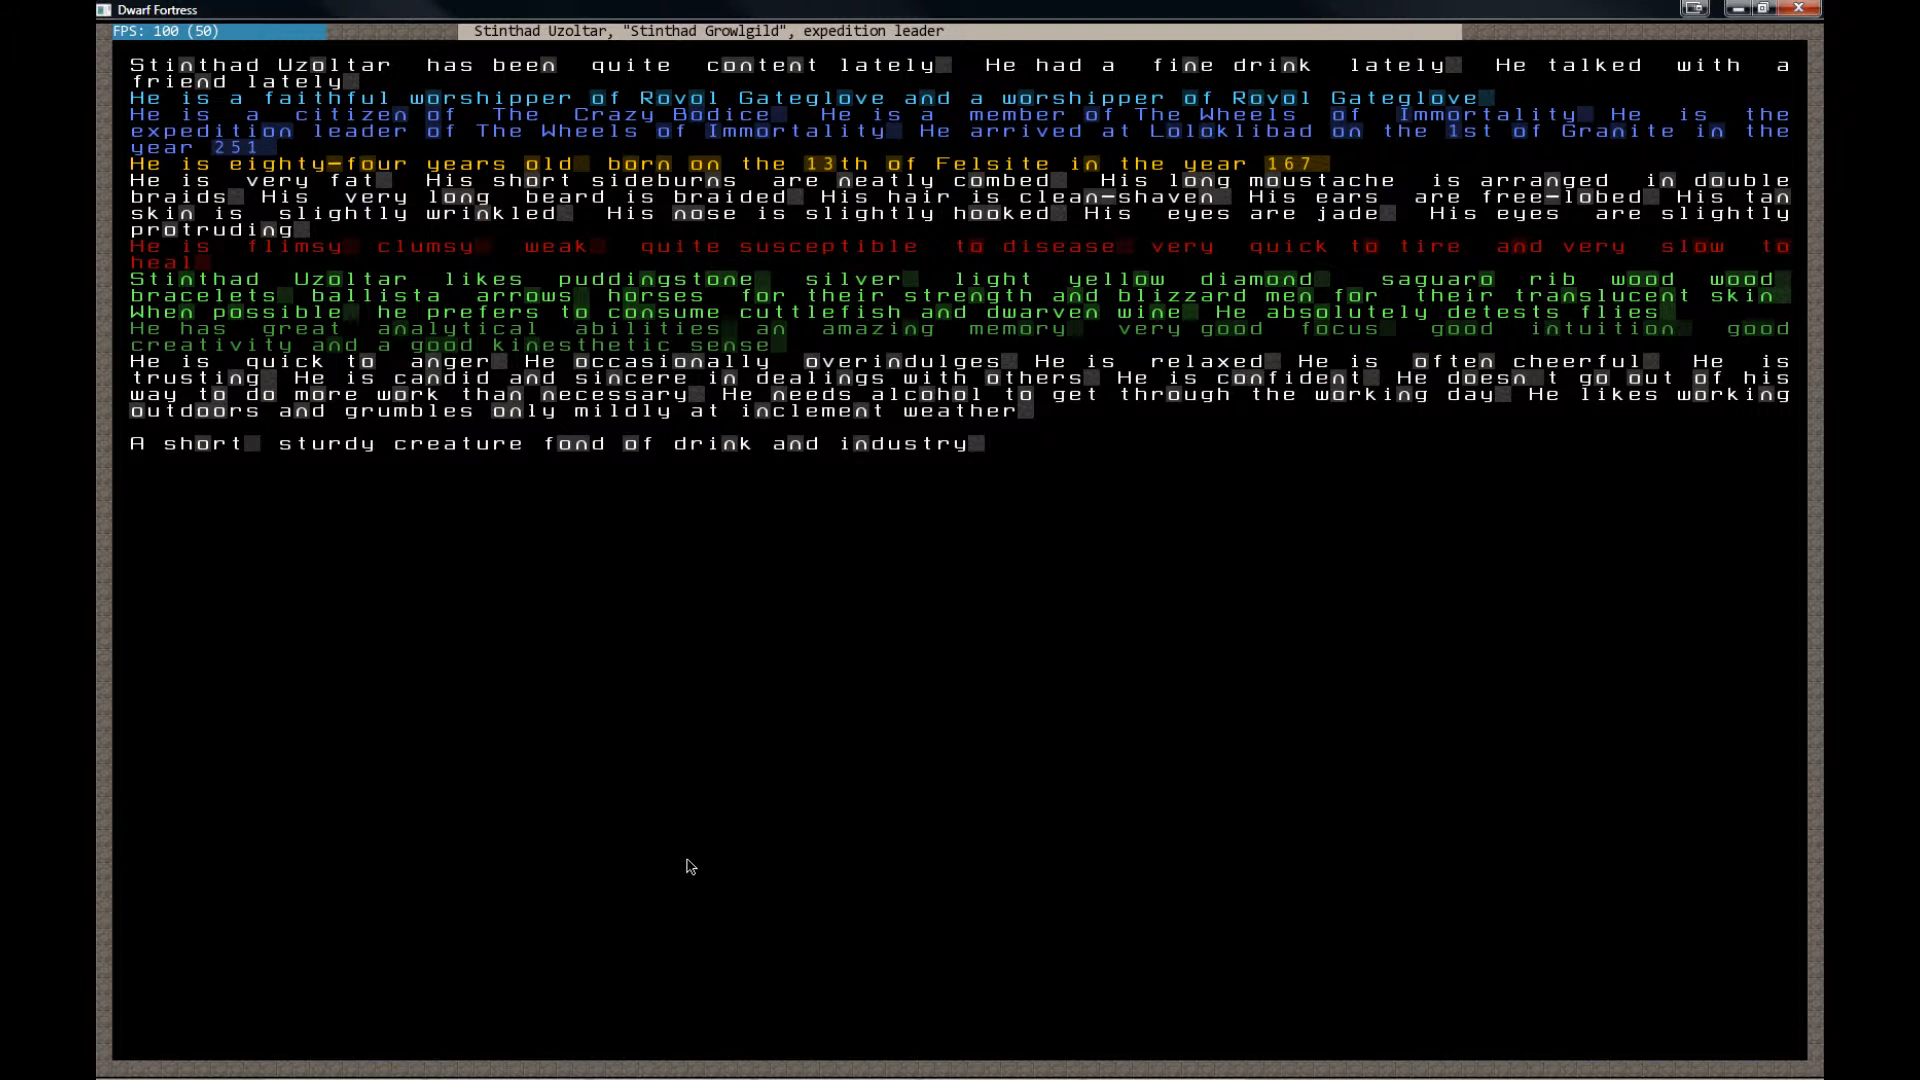 Dwarf Fortress
FPS: 100 (50)
Stinthad Uzoltar, "Stinthad Growlgild", expedition leader
Stinthad Uzoltar has been quite content lately He had a fine drink lately He talked with a
friend lately
He is a faithful worshipper of Rovol Gateglove and a worshipper of Rovol Gateglove
He is a citizen of The Crazy Bodice He is a member of The Wheels of Immortality He is the
expedition leader of The Wheels of Immortality He arrived at Loloklibad on the 1st of Granite in the
year 251
He is eighty-four years old born on the 13th of Felsite in the year 167
He is very fat His short sideburns are neatly combed His long moustache is arranged in double
braids His very long beard is braided His hair is clean-shaven His ears are free-lobed His tan
skin is slightly wrinkled His nose is slightly hooked His eyes are jade His eyes are slightly
protruding
He is flimsy clumsy weak quite susceptible to disease very quick to tire and very slow to
heal
Stinthad Uzoltar likes puddingstone silver light yellow diamond saguaro rib wood wood
bracelets ballista arrows horses for their strength and blizzard men for their translucent skin
When possible he prefers to consume cuttlefish and dwarven wine He absolutely detests flies
He has great analytical abilities an amazing memory very good focus good intuition good
creativity and a good kinesthetic sense
He is quick to anger He occasionally overindulges He is relaxed He is often cheerful He is
trusting He is candid and sincere in dealings with others He is confident He doesn t go out of his
way to do more work than necessary He needs alcohol to get through the working day He likes working
outdoors and grumbles only mildly at inclement weather
A short sturdy creature fond of drink and industry